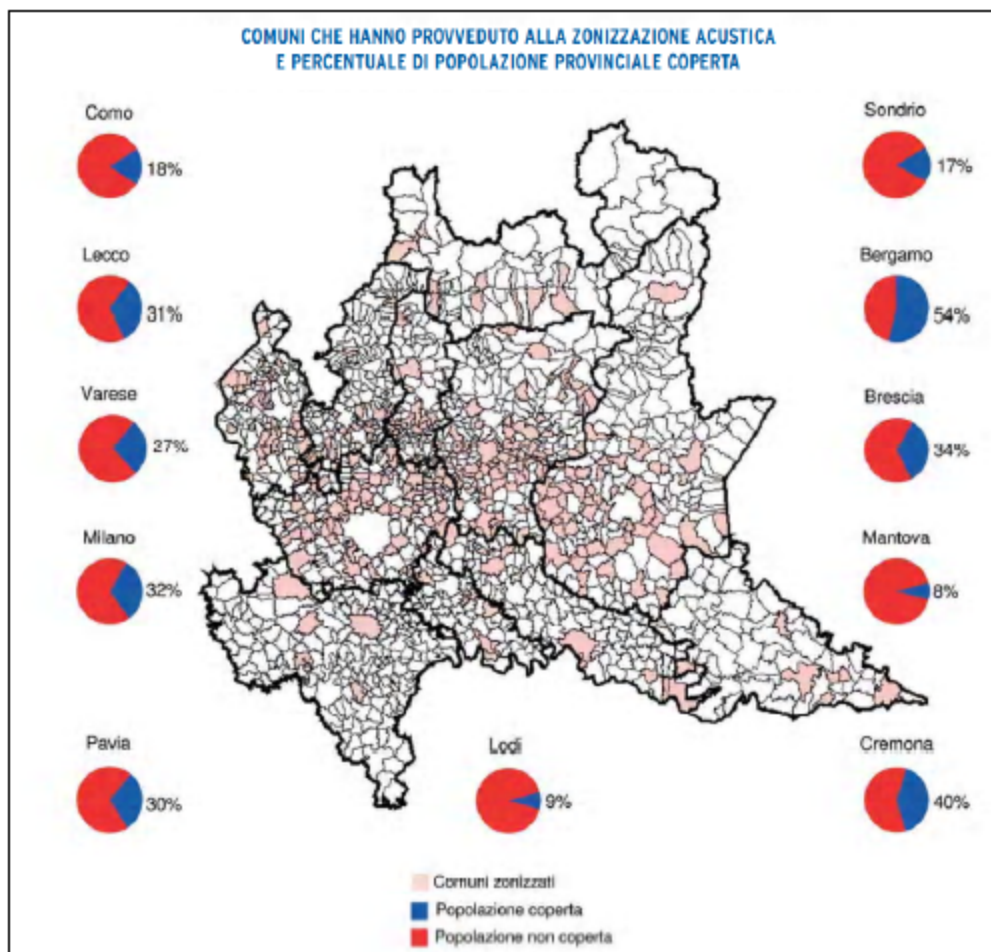 COMUNI CHE HANNO PROVVEDUTO ALLA ZONIZZAZIONE ACUSTICA
E PERCENTUALE DI POPOLAZIONE PROVINCIALE COPERTA
Como
18%
Sondrio
17%
Lecco
31%
Bergamo
54%
Varese
27%
Brescia
34%
Milano
32%
Mantova
8%
Pavia
30%
Lodi
9%
Cremona
40%
Comuni zonizzati
Popolazione coperta
Popolazione non coperta